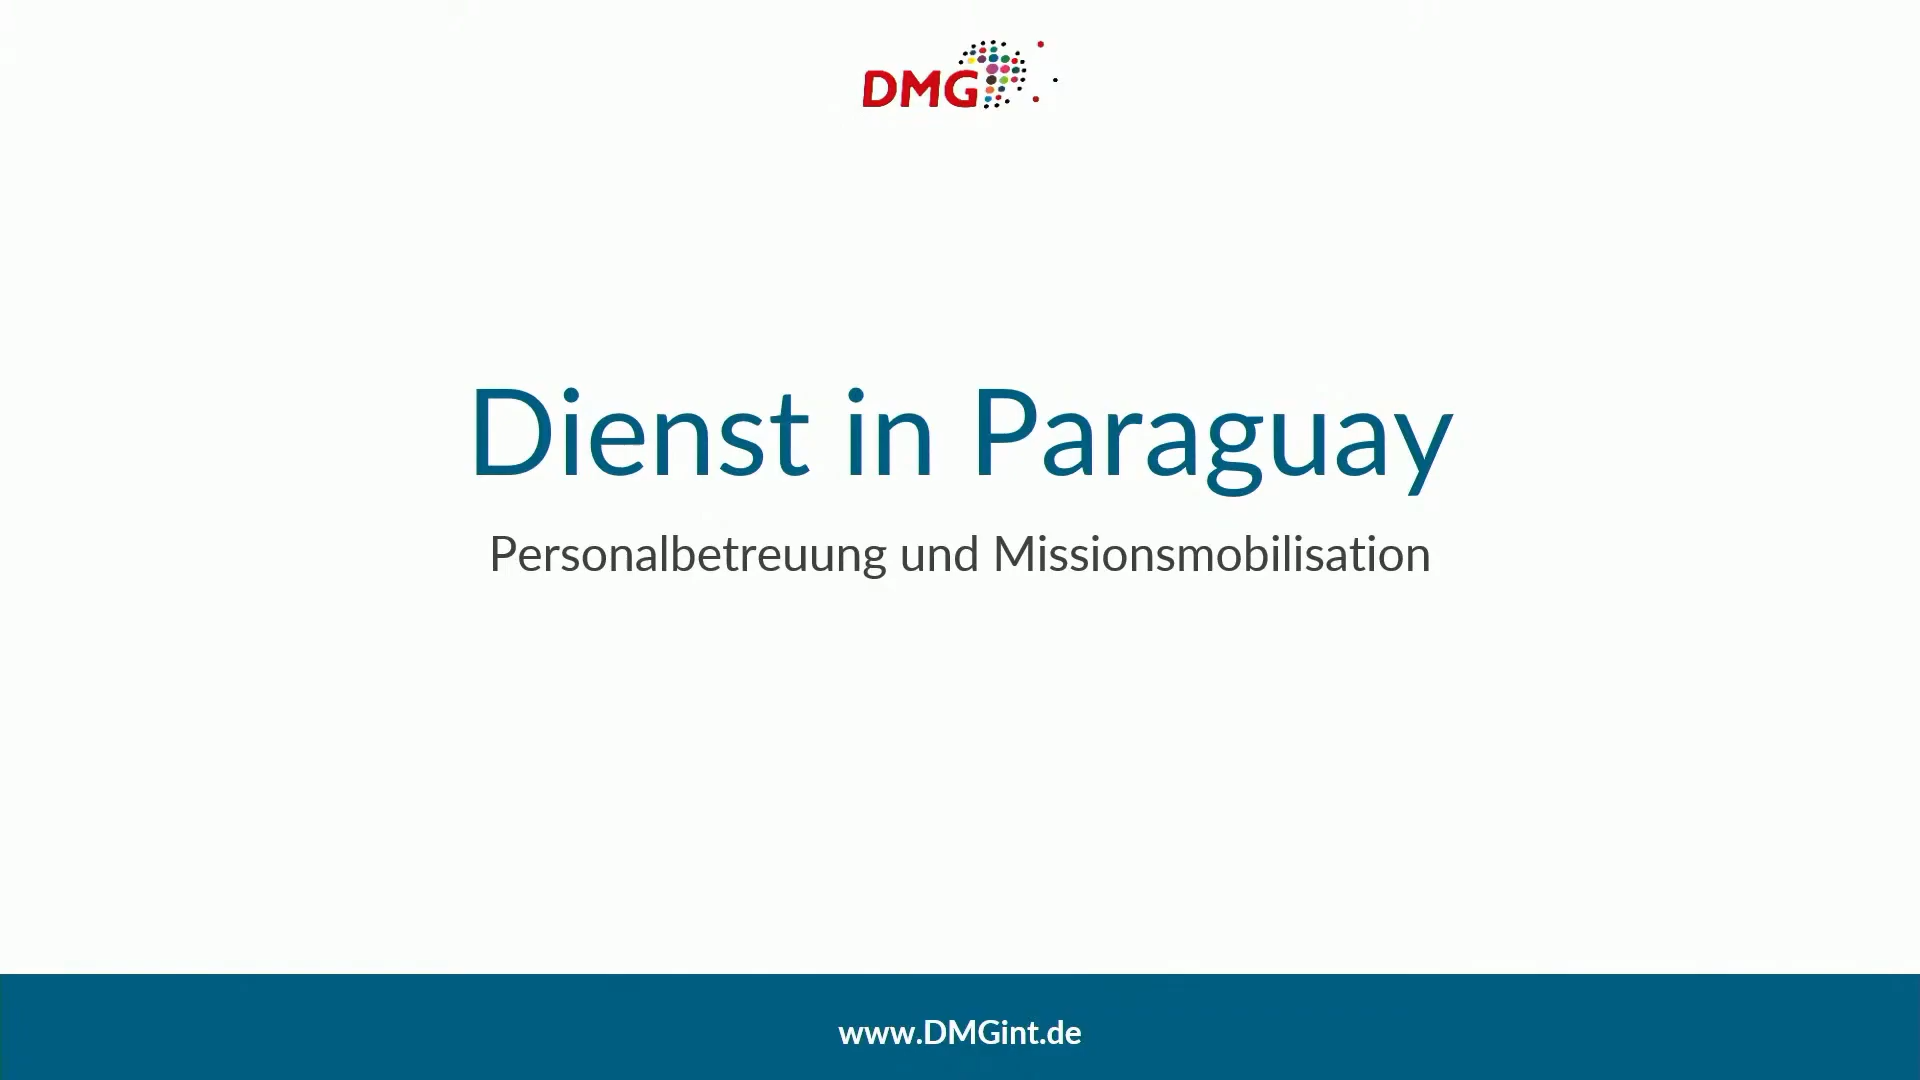 DMG
Dienst in Paraguay
Personalbetreuung und Missionsmobilisation
www.DMGint.de